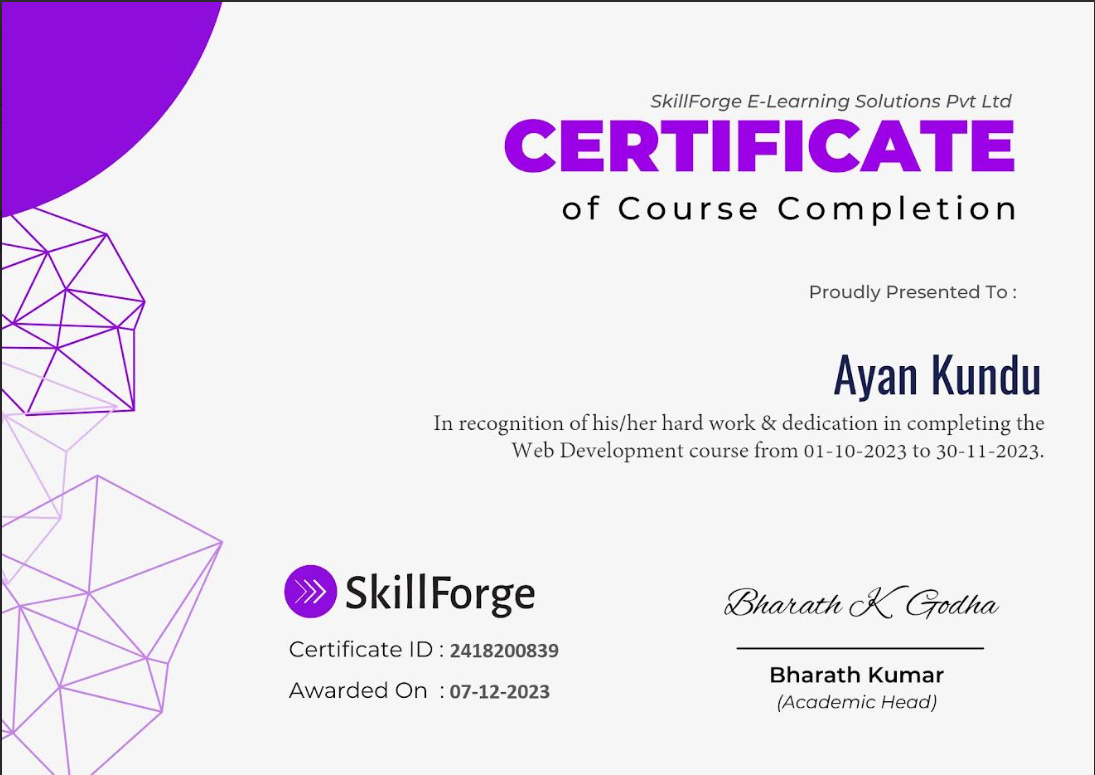 SkillForge E-Learning Solutions Pvt Ltd
CERTIFICATE
of Course Completion
Proudly Presented To :
Ayan Kundu
In recognition of his/her hard work & dedication in completing the
Web Development course from 01-10-2023 to 30-11-2023.
SkillForge
Certificate ID : 2418200839
Awarded On : 07-12-2023
Bharath K Godha
Bharath Kumar
(Academic Head)